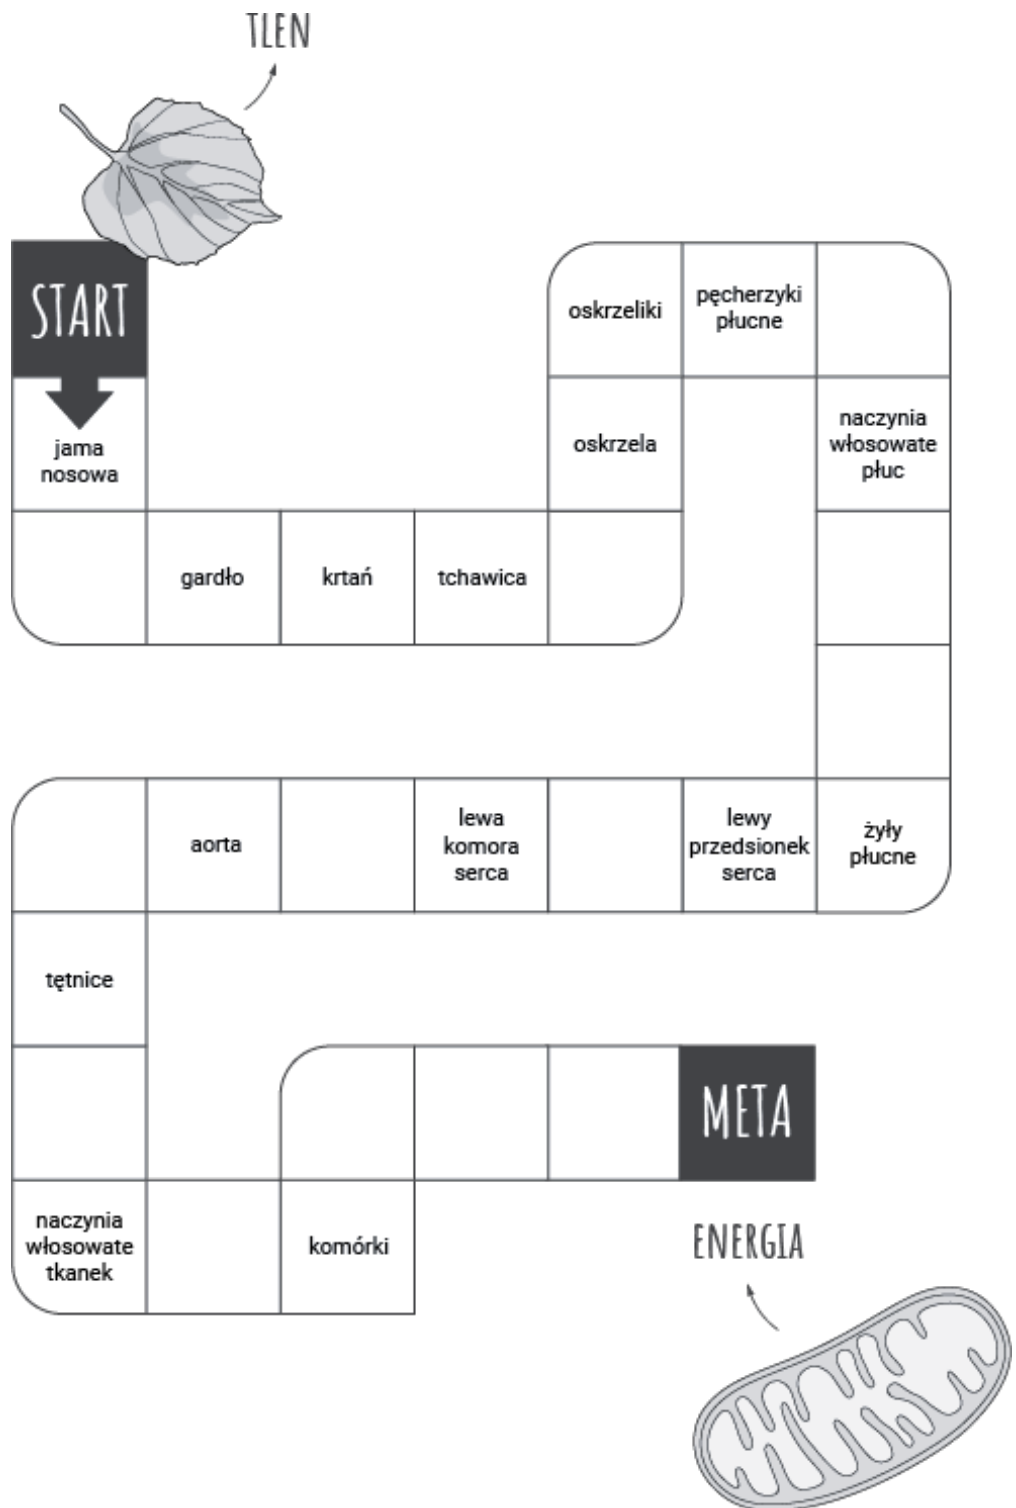 TLEN
START
jama
nosowa
gardło
krtań
tchawica
oskrzela
oskrzeliki
pęcherzyki
płucne
naczynia
włosowate
płuc
żyły
płucne
lewy
przedsionek
serca
lewa
komora
serca
aorta
tętnice
naczynia
włosowate
tkanek
komórki
META
ENERGIA